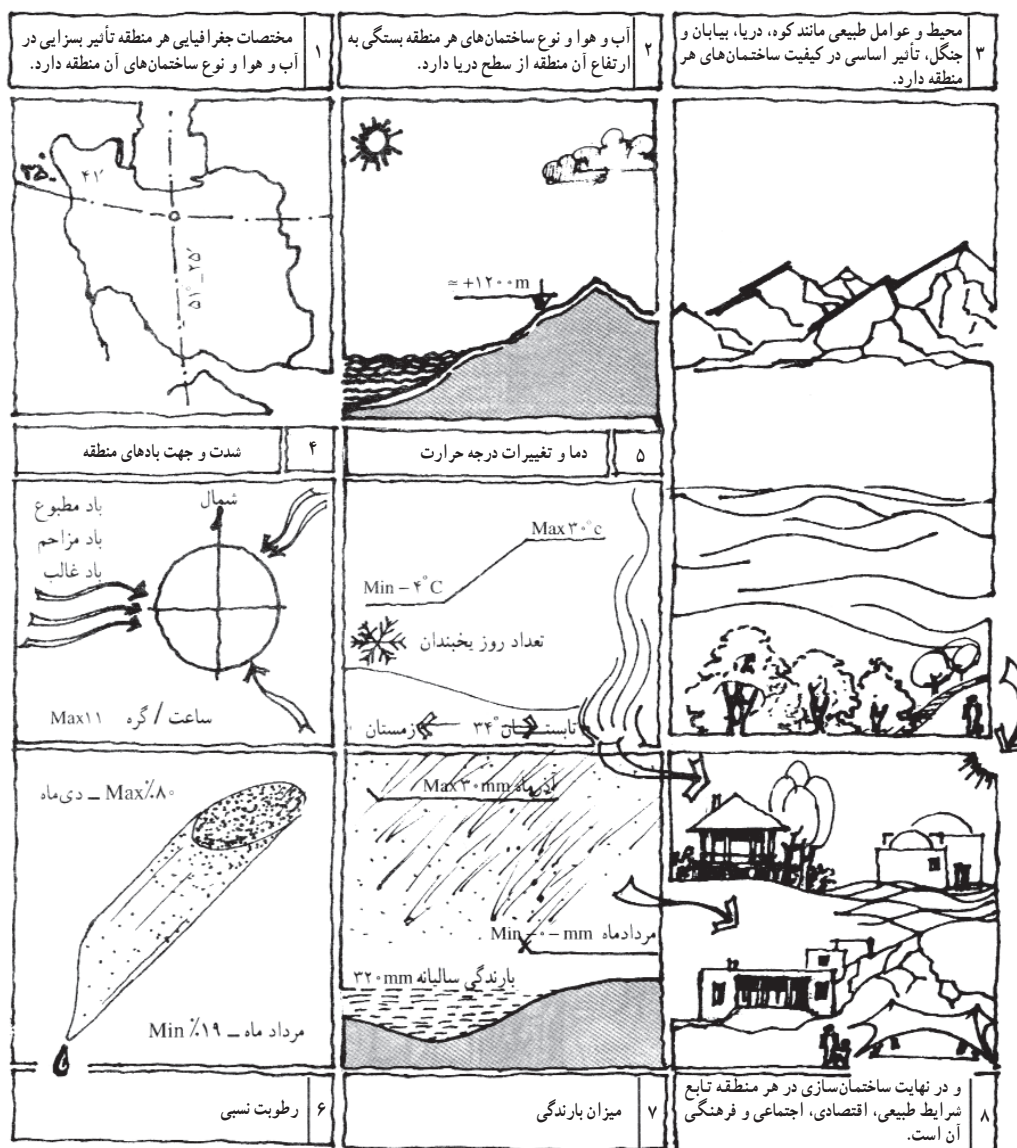 ۱
مختصات جغرافیایی هر منطقه تأثیر بسزایی در
آب و هوا و نوع ساختمان‌های آن منطقه دارد.
۳۵°
۴۱′
۵۱°_۲۵′
۲
آب و هوا و نوع ساختمان‌های هر منطقه بستگی به
ارتفاع آن منطقه از سطح دریا دارد.
≃ +۱۲۰۰m
۳
محیط و عوامل طبیعی مانند کوه، دریا، بیابان و
جنگل، تأثیر اساسی در کیفیت ساختمان‌های هر
منطقه دارد.
۴
شدت و جهت بادهای منطقه
شمال
باد مطبوع
باد مزاحم
باد غالب
ساعت / گره Max۱۱
۵
دما و تغییرات درجه حرارت
Max۳۰°c
Min −۴°C
تعداد روز یخبندان
تابستـان ۳۴° زمستان
Max٪۸۰ _ دی‌ماه
مرداد ماه _ Min ٪۱۹
۶
رطوبت نسبی
آذرماه Max۳۰mm
مردادماه Min −۰− mm
بارندگی سالیانه ۳۲۰mm
۷
میزان بارندگی
۸
و در نهایت ساختمان‌سازی در هر منطقه تابع
شرایط طبیعی، اقتصادی، اجتماعی و فرهنگی
آن است.